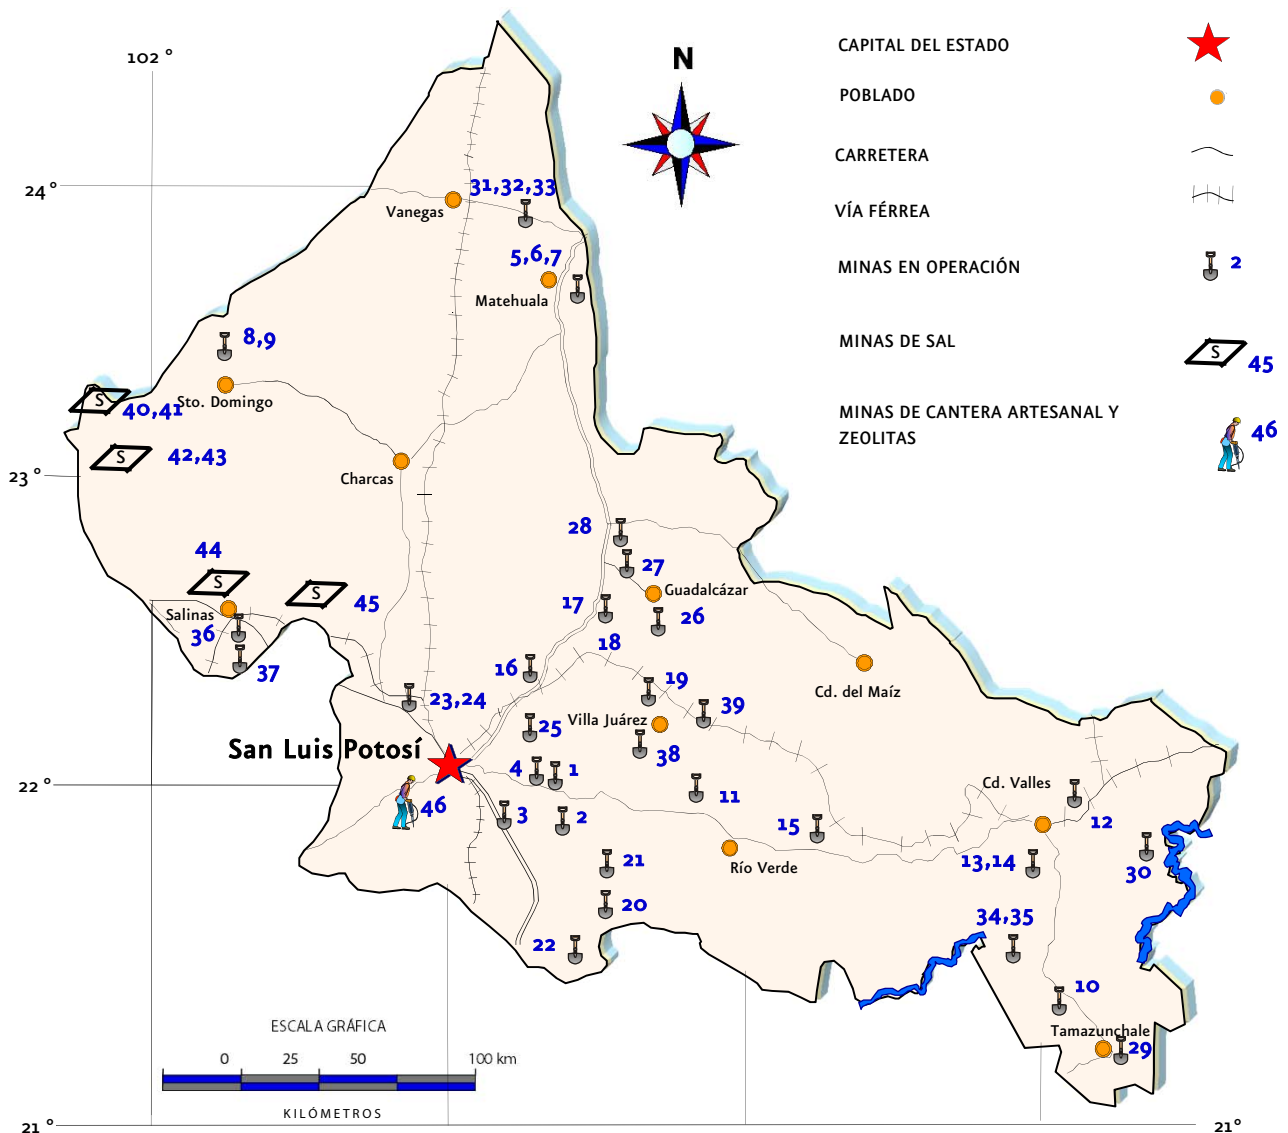 102 °
N
CAPITAL DEL ESTADO
POBLADO
CARRETERA
VÍA FÉRREA
MINAS EN OPERACIÓN
2
MINAS DE SAL
S
45
MINAS DE CANTERA ARTESANAL Y
ZEOLITAS
46
24°
31,32,33
Vanegas
5,6,7
Matehuala
8,9
Sto. Domingo
S
40,41
S
42,43
23°
Charcas
28
27
Guadalcázar
17
26
18
44
S
S
45
Salinas
36
37
16
19
39
23,24
Cd. del Maíz
25
Villa Juárez
38
San Luis Potosí
4
1
11
22°
46
3
2
15
Cd. Valles
12
21
Río Verde
13,14
30
20
34,35
22
10
Tamazunchale
29
ESCALA GRÁFICA
0 25 50 100 km
KILÓMETROS
21 °
21°